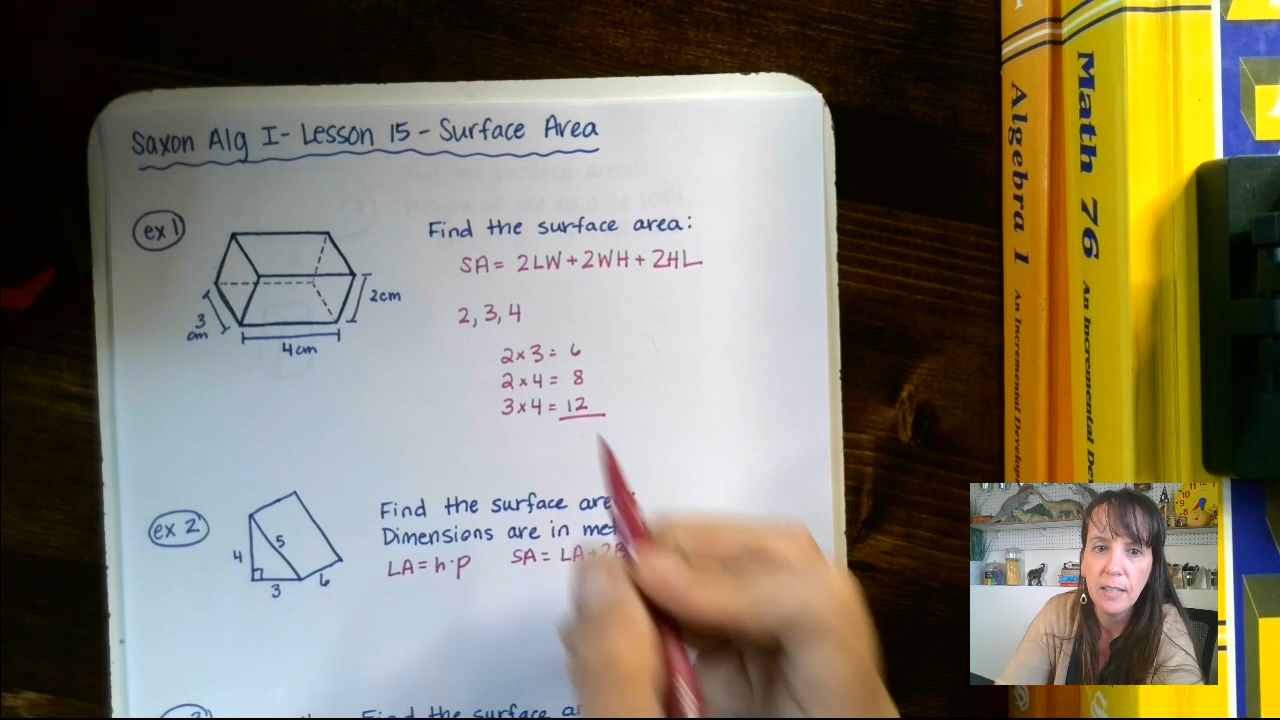 Saxon Alg I - Lesson 15 - Surface Area
ex 1
Find the surface area:
SA = 2LW + 2WH + 2HL
2cm
3
cm
4cm
2, 3, 4
2×3 = 6
2×4 = 8
3×4 = 12
ex 2
4
5
3
6
Find the surface are
Dimensions are in me
LA = h·p SA = LA + 2B
Find the surface ar
Algebra 1 An Incremental
Math 76 An Incremental